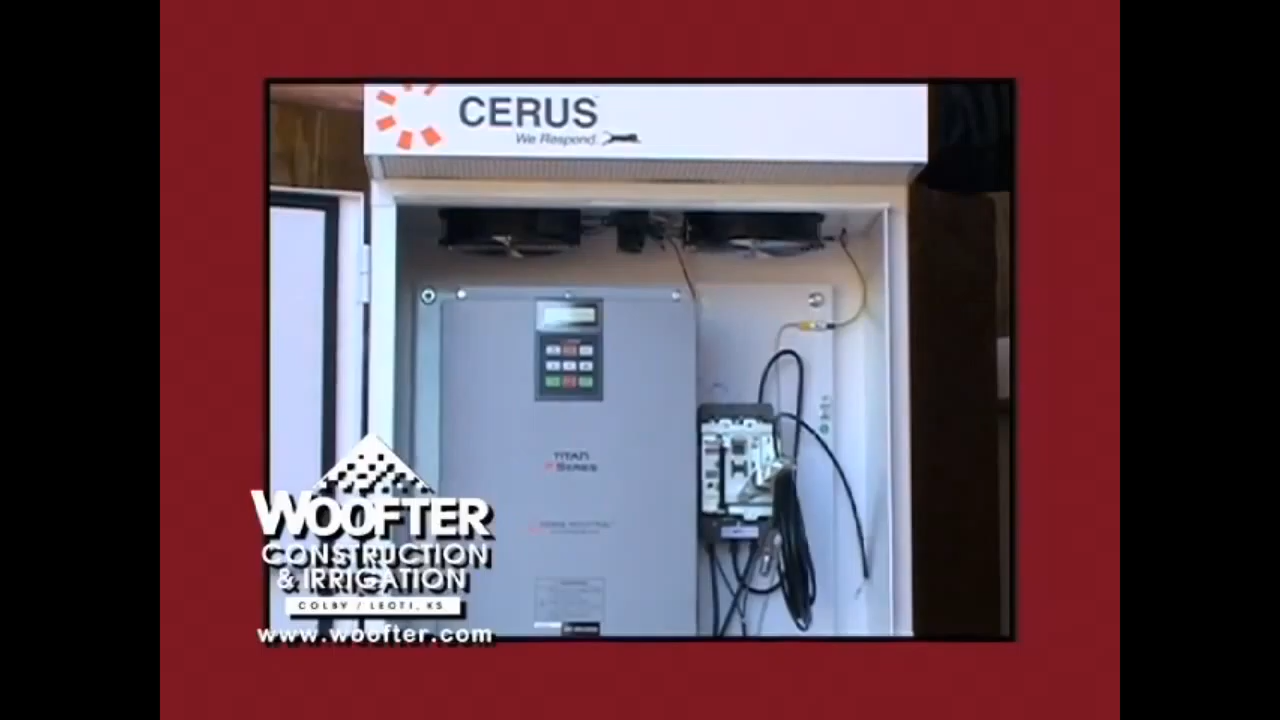 CERUS
We Respond.
TITAN
SERIES
WOOFTER
CONSTRUCTION
& IRRIGATION
COLBY / LEOTI, KS
www.woofter.com